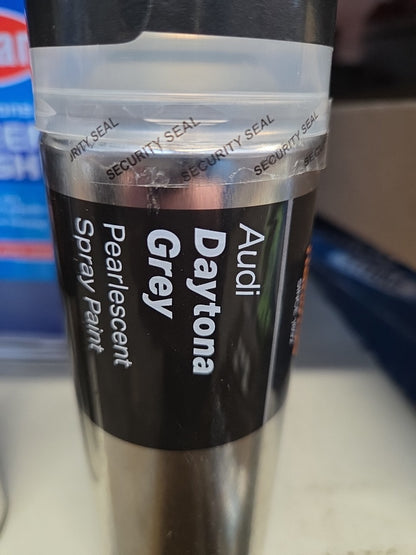 SECURITY SEAL
SECURITY SEAL
SECURITY SEAL
Audi
Daytona
Grey
Pearlescent
Spray Paint